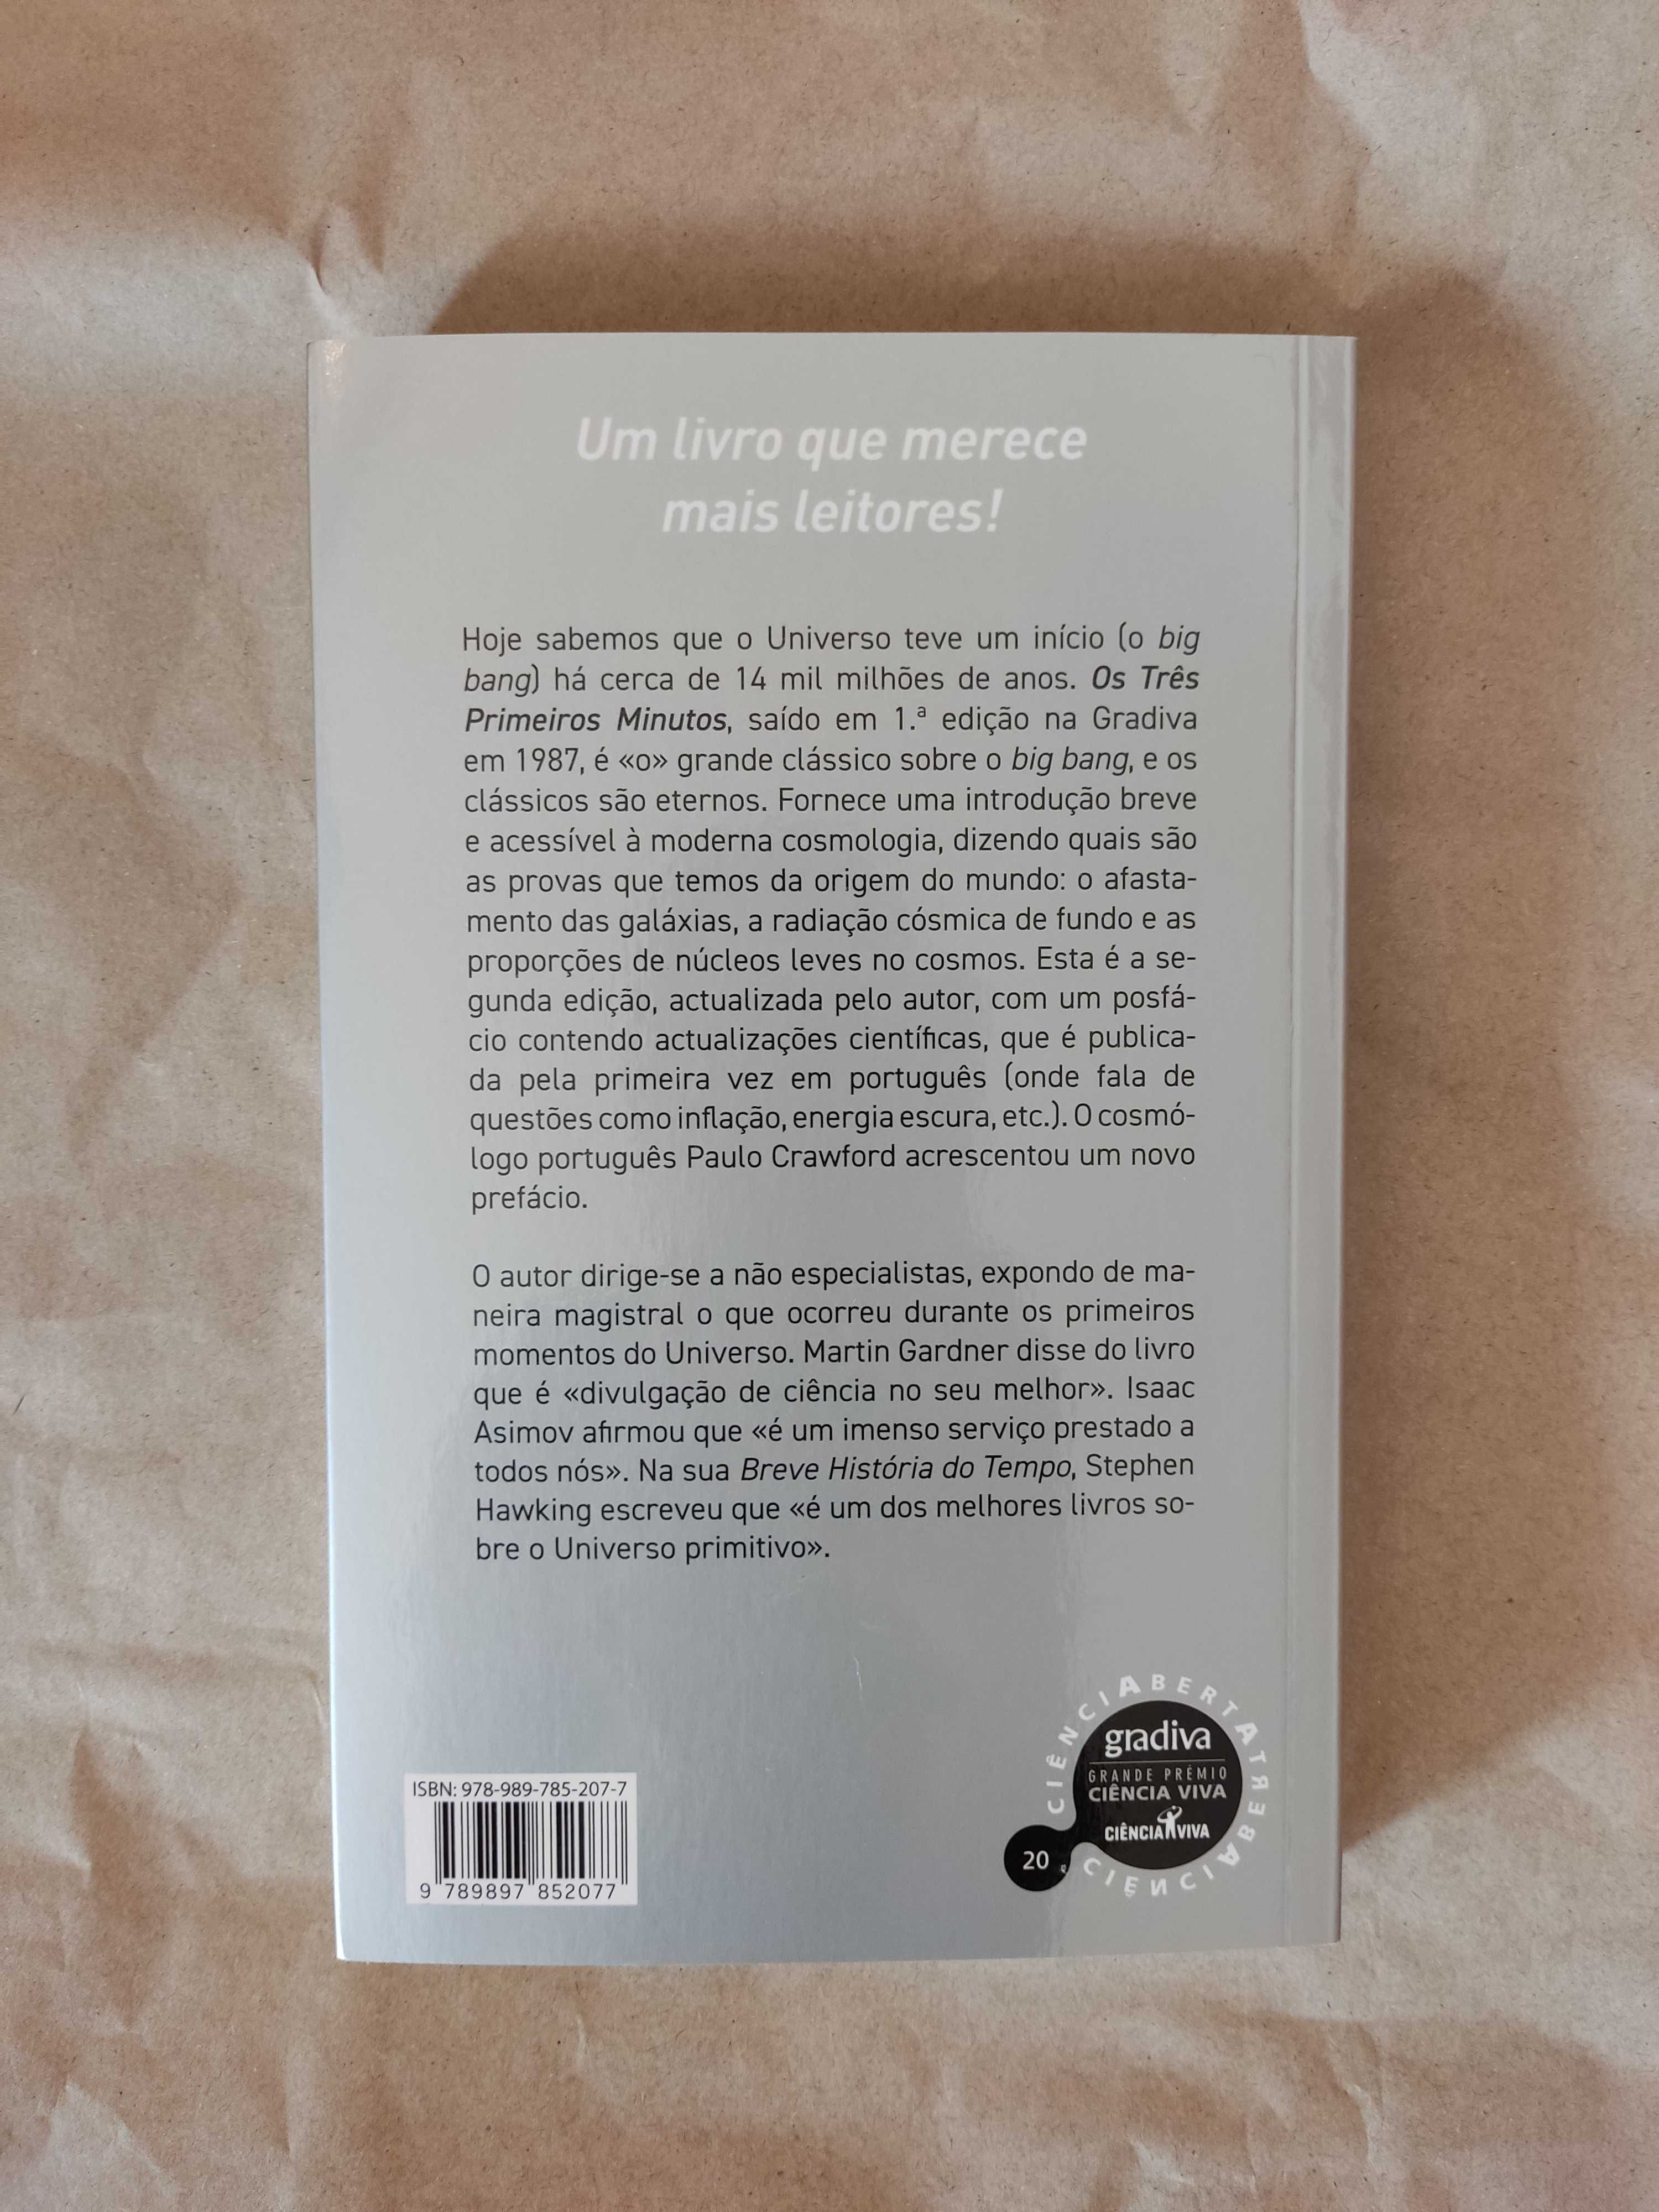 Um livro que merece
mais leitores!
Hoje sabemos que o Universo teve um início (o big
bang) há cerca de 14 mil milhões de anos. Os Três
Primeiros Minutos, saído em 1.ª edição na Gradiva
em 1987, é «o» grande clássico sobre o big bang, e os
clássicos são eternos. Fornece uma introdução breve
e acessível à moderna cosmologia, dizendo quais são
as provas que temos da origem do mundo: o afasta-
mento das galáxias, a radiação cósmica de fundo e as
proporções de núcleos leves no cosmos. Esta é a se-
gunda edição, actualizada pelo autor, com um posfá-
cio contendo actualizações científicas, que é publica-
da pela primeira vez em português (onde fala de
questões como inflação, energia escura, etc.). O cosmó-
logo português Paulo Crawford acrescentou um novo
prefácio.
O autor dirige-se a não especialistas, expondo de ma-
neira magistral o que ocorreu durante os primeiros
momentos do Universo. Martin Gardner disse do livro
que é «divulgação de ciência no seu melhor». Isaac
Asimov afirmou que «é um imenso serviço prestado a
todos nós». Na sua Breve História do Tempo, Stephen
Hawking escreveu que «é um dos melhores livros so-
bre o Universo primitivo».
ISBN: 978-989-785-207-7
9 789897 852077
CIÊNCIABERTATREBAICNÊIC
gradiva
GRANDE PRÉMIO
CIÊNCIA VIVA
CIÊNCIA VIVA
20